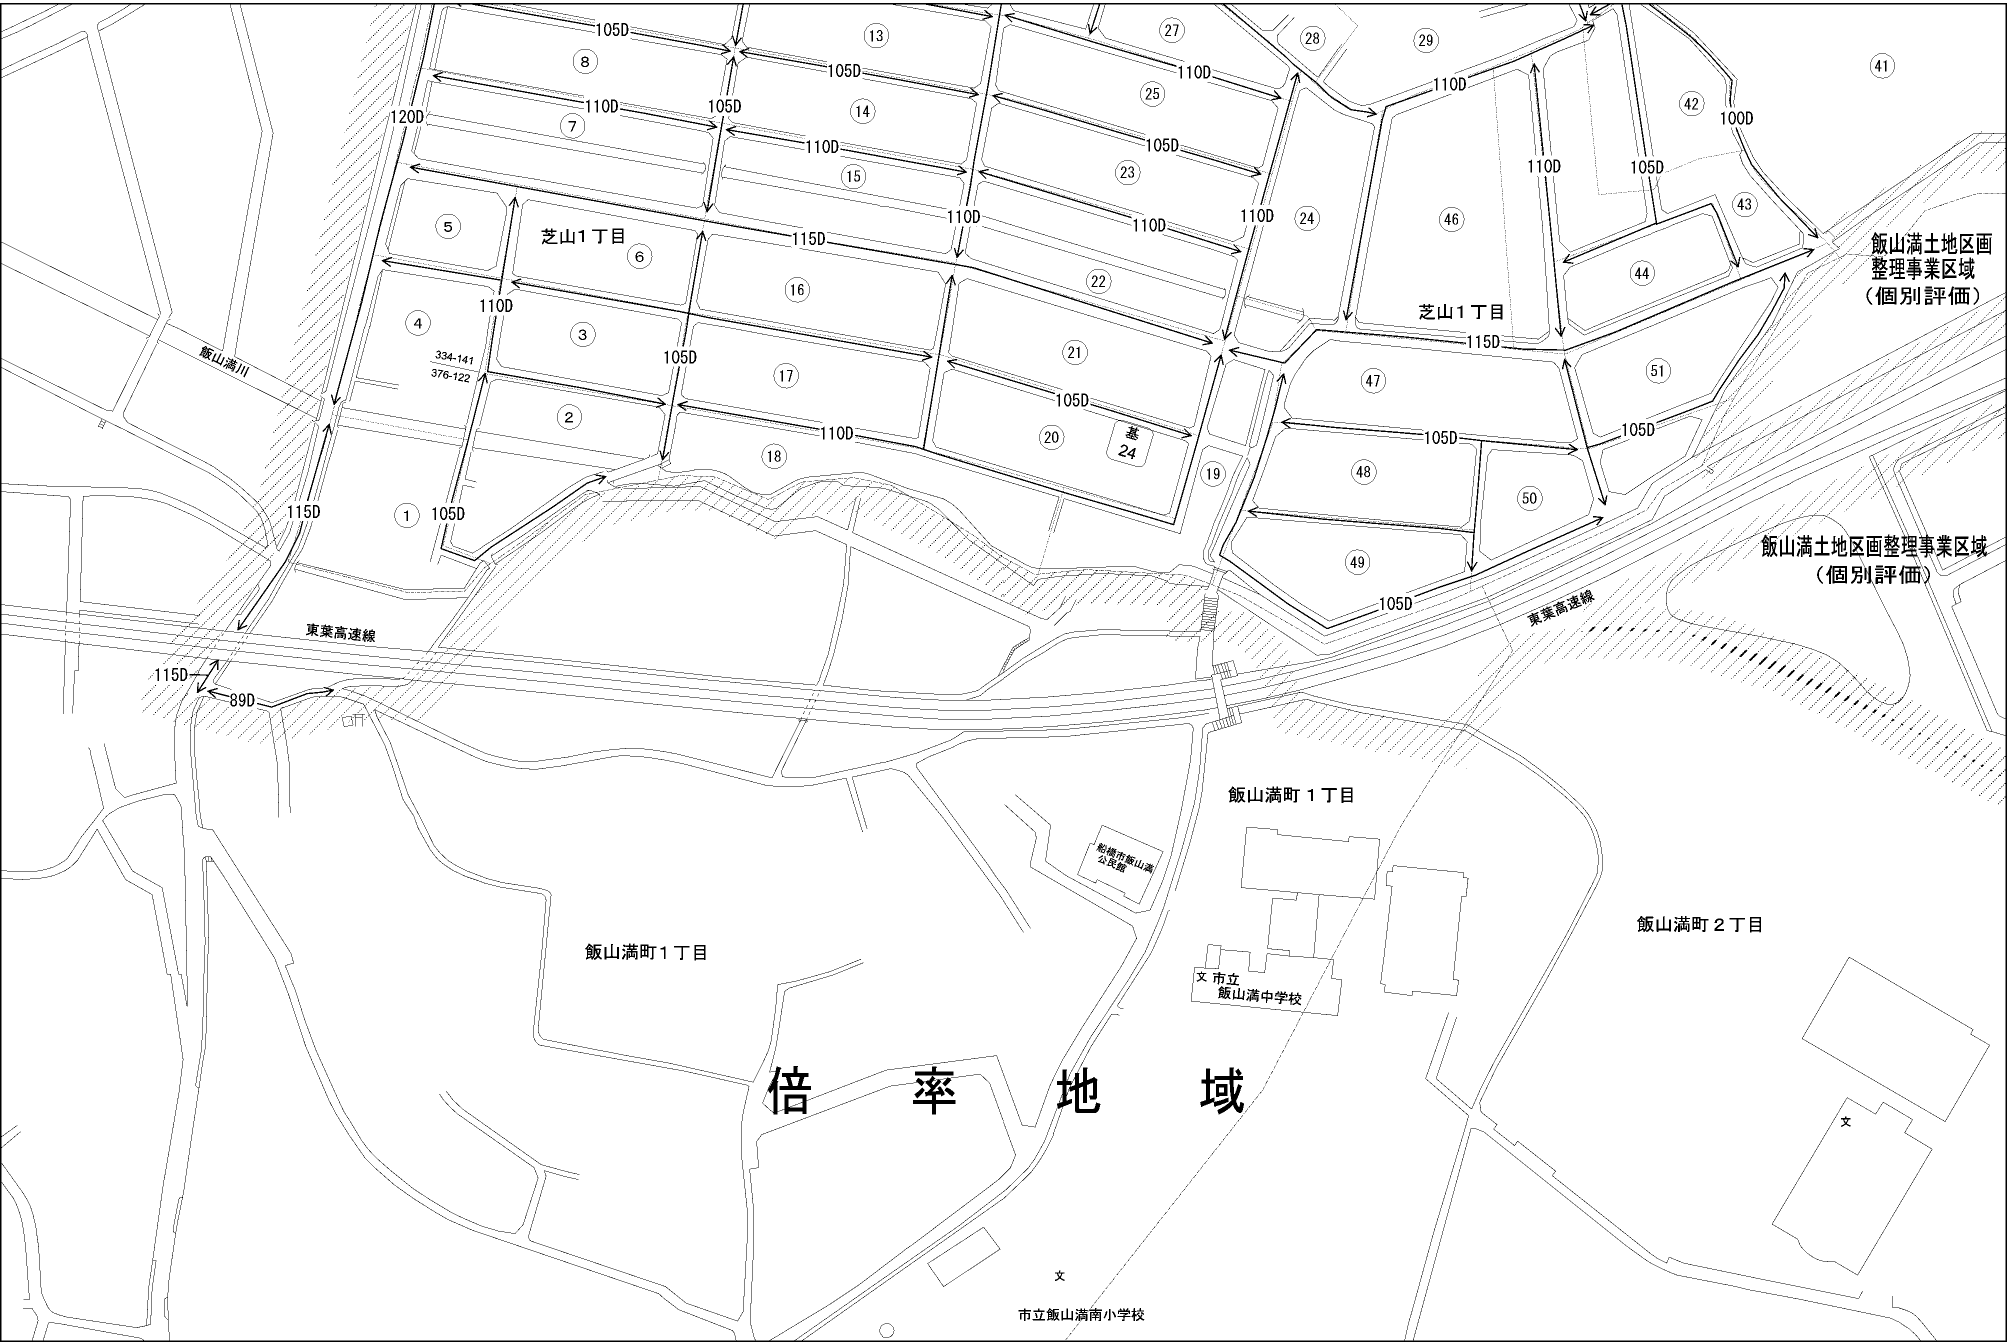 105D
13
27
28
29
41
8
105D
110D
110D
25
42
7
110D
105D
14
120D
100D
15
110D
23
105D
110D
105D
5
芝山1丁目
6
115D
110D
22
110D
110D
24
46
43
飯山満土地区画
整理事業区域
(個別評価)
44
4
110D
16
3
芝山1丁目
飯山満川
334-141
376-122
105D
17
21
115D
47
51
2
105D
110D
18
20
基
24
105D
105D
19
48
50
1
105D
115D
49
105D
飯山満土地区画整理事業区域
(個別評価)
東葉高速線
東葉高速線
115D
89D
飯山満町1丁目
船橋市飯山満
公民館
飯山満町2丁目
飯山満町1丁目
文 市立
飯山満中学校
倍 率 地 域
文
文
市立飯山満南小学校